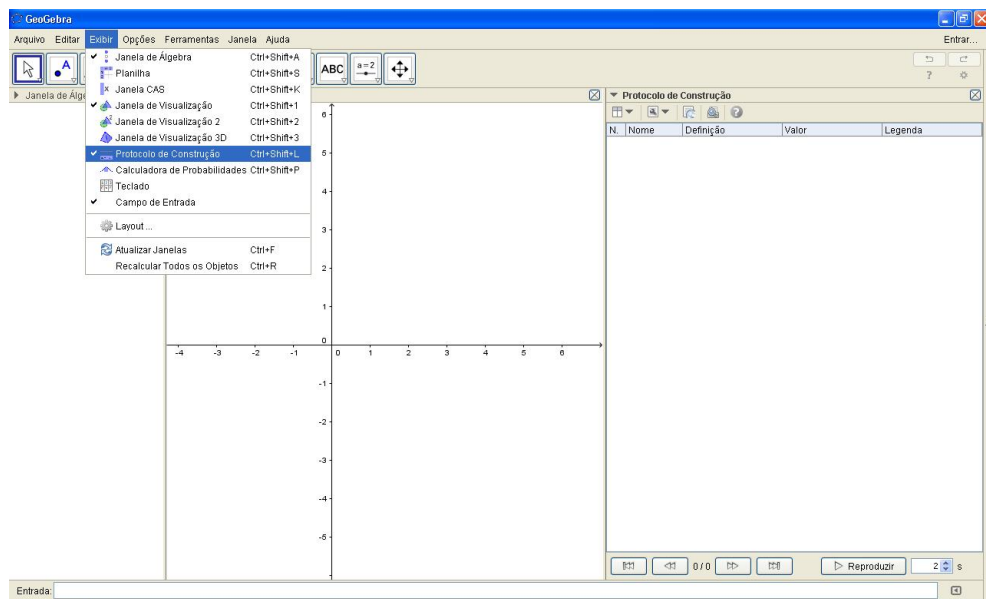 GeoGebra
Arquivo Editar Exibir Opções Ferramentas Janela Ajuda Entrar...
ABC a=2
A
Janela de Álgebra Ctrl+Shift+A
Planilha Ctrl+Shift+S
Janela CAS Ctrl+Shift+K
Janela de Visualização Ctrl+Shift+1
Janela de Visualização 2 Ctrl+Shift+2
Janela de Visualização 3D Ctrl+Shift+3
Protocolo de Construção Ctrl+Shift+L
Calculadora de Probabilidades Ctrl+Shift+P
Teclado
Campo de Entrada
Layout ...
Atualizar Janelas Ctrl+F
Recalcular Todos os Objetos Ctrl+R
Janela de Álge
6
5
4
3
2
1
0
-4 -3 -2 -1 0 1 2 3 4 5 6
-1
-2
-3
-4
-5
Protocolo de Construção
N. Nome Definição Valor Legenda
0 / 0 Reproduzir 2 s
Entrada: